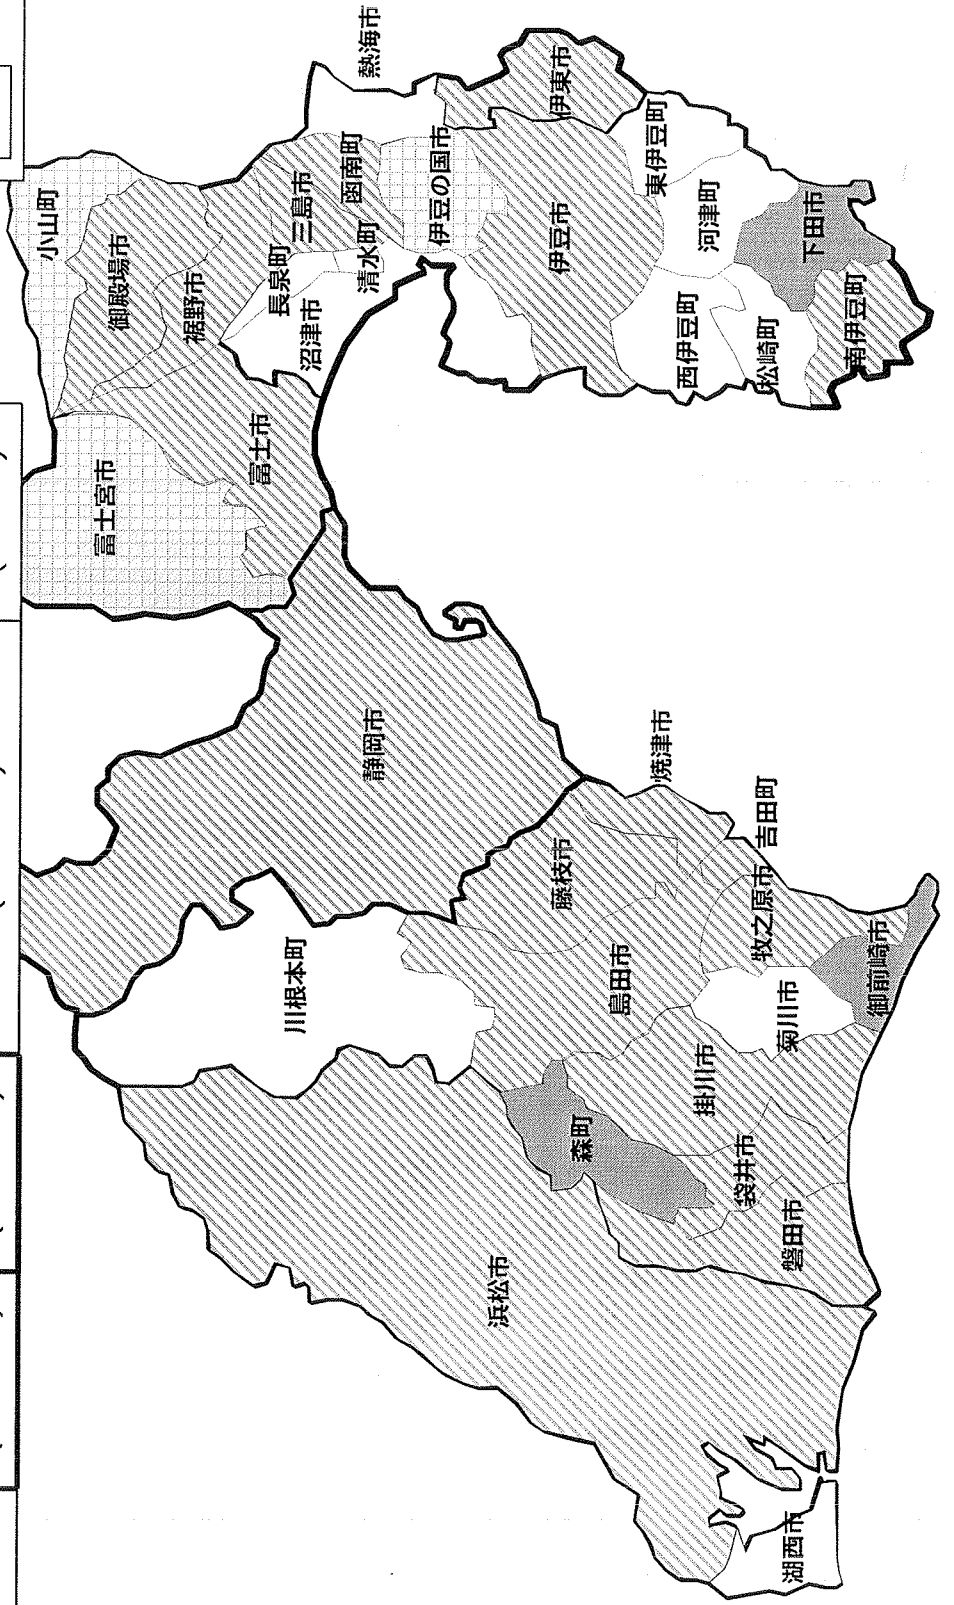 熱海市
小山町
函南町
伊東市
三島市
伊豆の国市
東伊豆町
御殿場市
裾野市
長泉町
清水町
伊豆市
河津町
下田市
沼津市
西伊豆町
松崎町
南伊豆町
富士宮市
富士市
静岡市
焼津市
吉田町
藤枝市
牧之原市
川根本町
島田市
菊川市
御前崎市
掛川市
森町
袋井市
磐田市
浜松市
湖西市